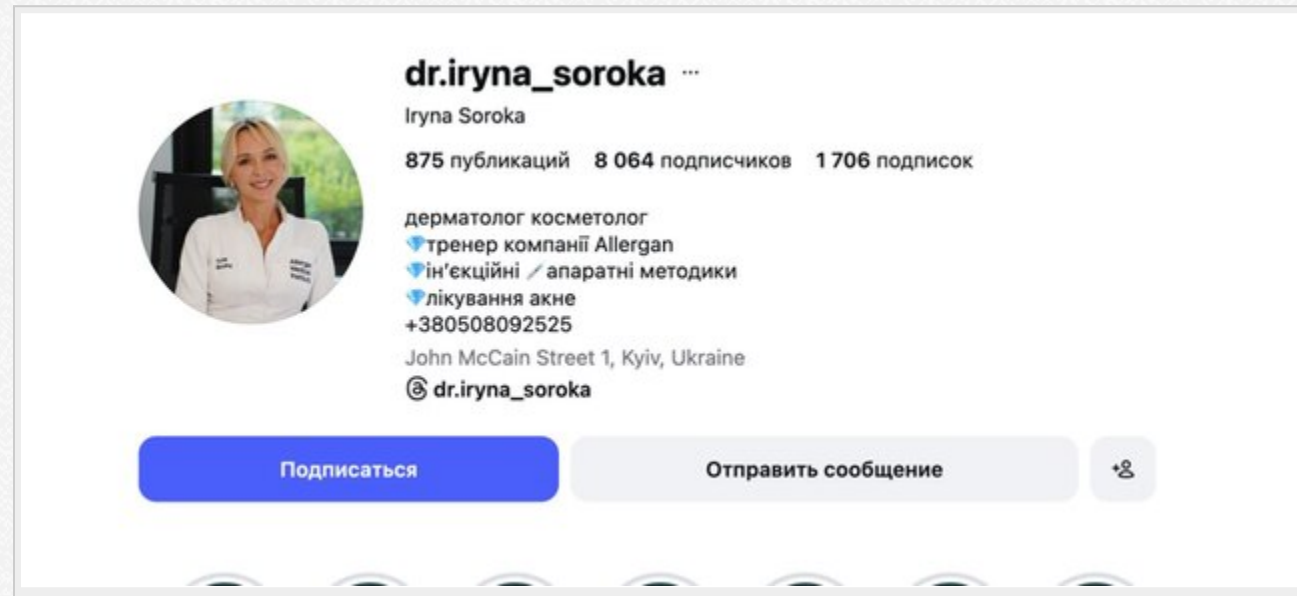 dr.iryna_soroka ...
Iryna Soroka
875 публикаций 8 064 подписчиков 1 706 подписок
дерматолог косметолог
💎тренер компанії Allergan
💎ін’єкційні 💉апаратні методики
💎лікування акне
+380508092525
John McCain Street 1, Kyiv, Ukraine
dr.iryna_soroka
Подписаться
Отправить сообщение